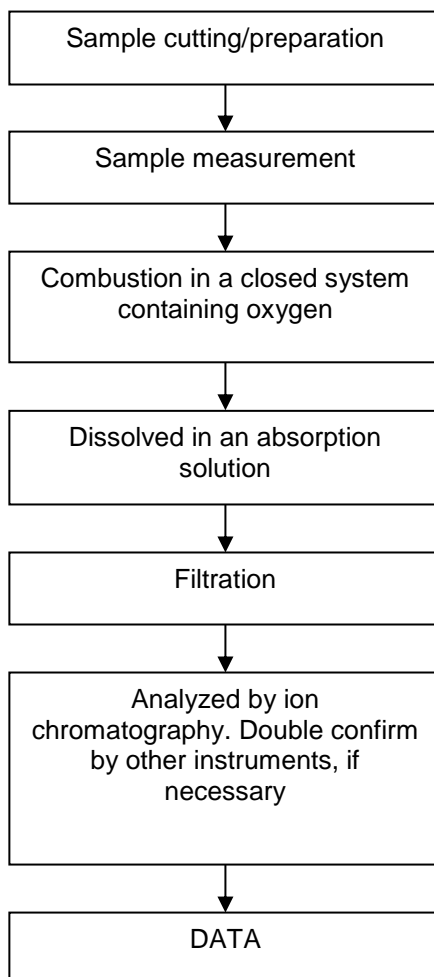 Sample cutting/preparation
Sample measurement
Combustion in a closed system
containing oxygen
Dissolved in an absorption
solution
Filtration
Analyzed by ion
chromatography. Double confirm
by other instruments, if
necessary
DATA